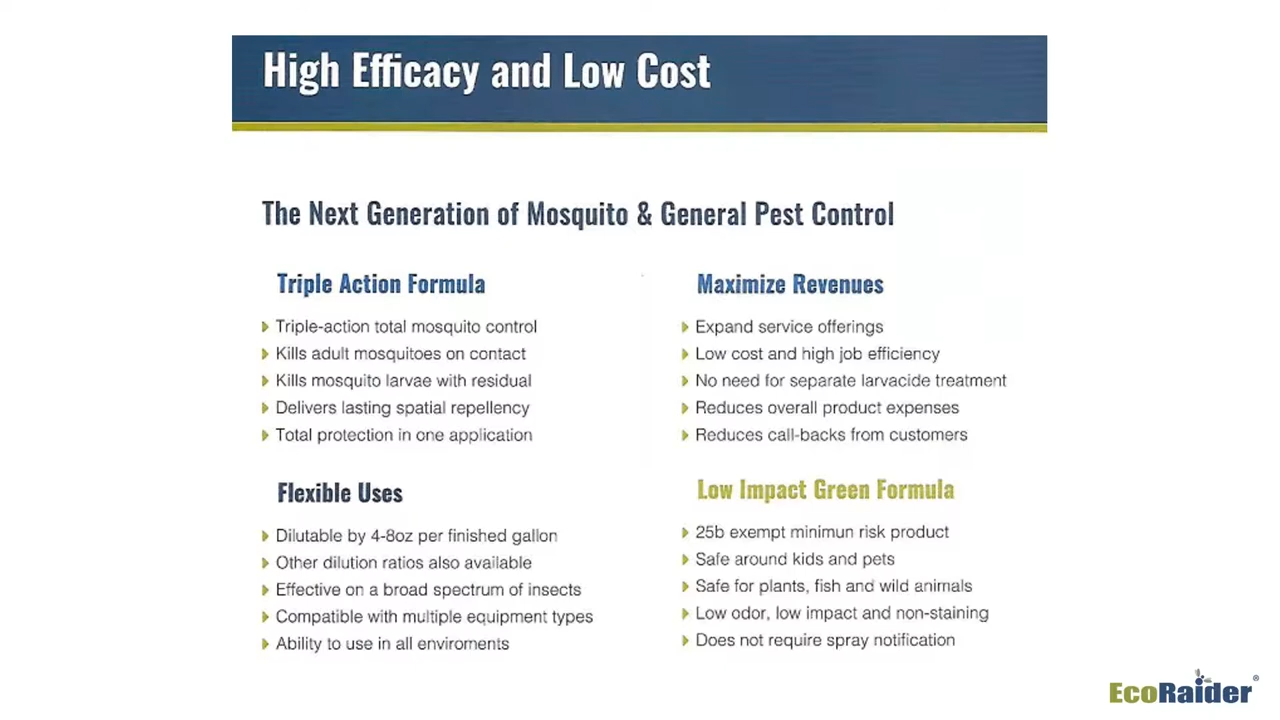 High Efficacy and Low Cost
The Next Generation of Mosquito & General Pest Control
Triple Action Formula
Triple-action total mosquito control
Kills adult mosquitoes on contact
Kills mosquito larvae with residual
Delivers lasting spatial repellency
Total protection in one application
Maximize Revenues
Expand service offerings
Low cost and high job efficiency
No need for separate larvacide treatment
Reduces overall product expenses
Reduces call-backs from customers
Flexible Uses
Dilutable by 4-8oz per finished gallon
Other dilution ratios also available
Effective on a broad spectrum of insects
Compatible with multiple equipment types
Ability to use in all enviroments
Low Impact Green Formula
25b exempt minimun risk product
Safe around kids and pets
Safe for plants, fish and wild animals
Low odor, low impact and non-staining
Does not require spray notification
EcoRaider®